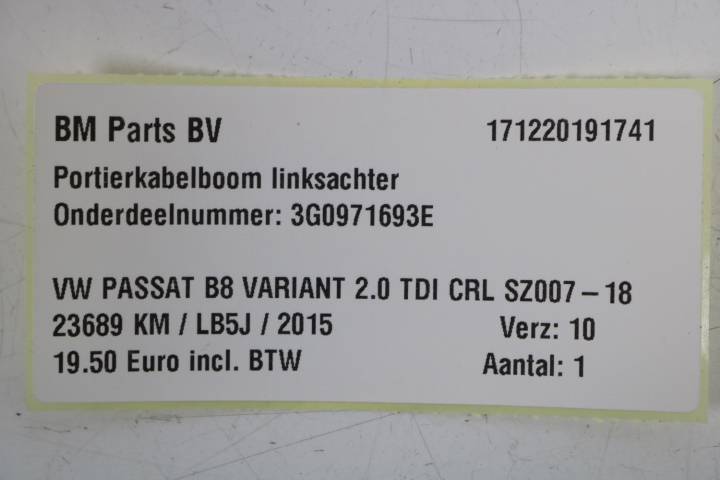 BM Parts BV 171220191741
Portierkabelboom linksachter
Onderdeelnummer: 3G0971693E
VW PASSAT B8 VARIANT 2.0 TDI CRL SZ007-18
23689 KM / LB5J / 2015 Verz: 10
19.50 Euro incl. BTW Aantal: 1